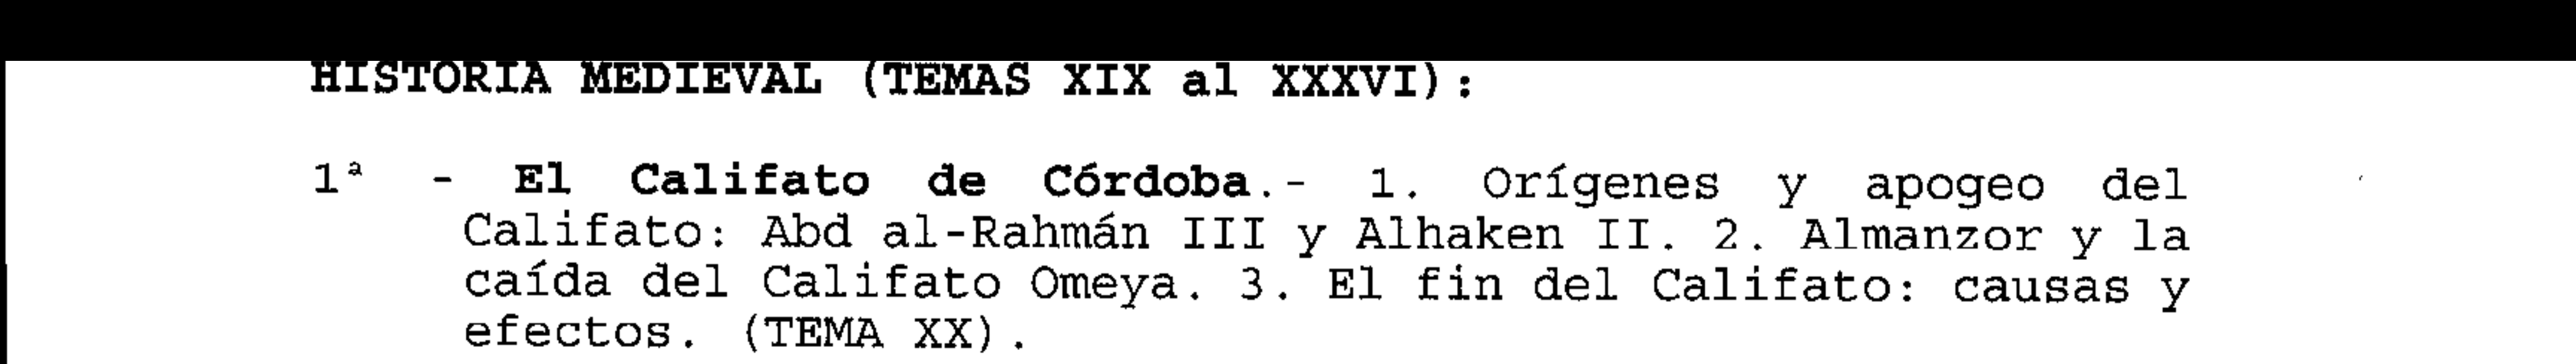 HISTORIA MEDIEVAL (TEMAS XIX al XXXVI):
1ª - El Califato de Córdoba.- 1. Orígenes y apogeo del
Califato: Abd al-Rahmán III y Alhaken II. 2. Almanzor y la
caída del Califato Omeya. 3. El fin del Califato: causas y
efectos. (TEMA XX).